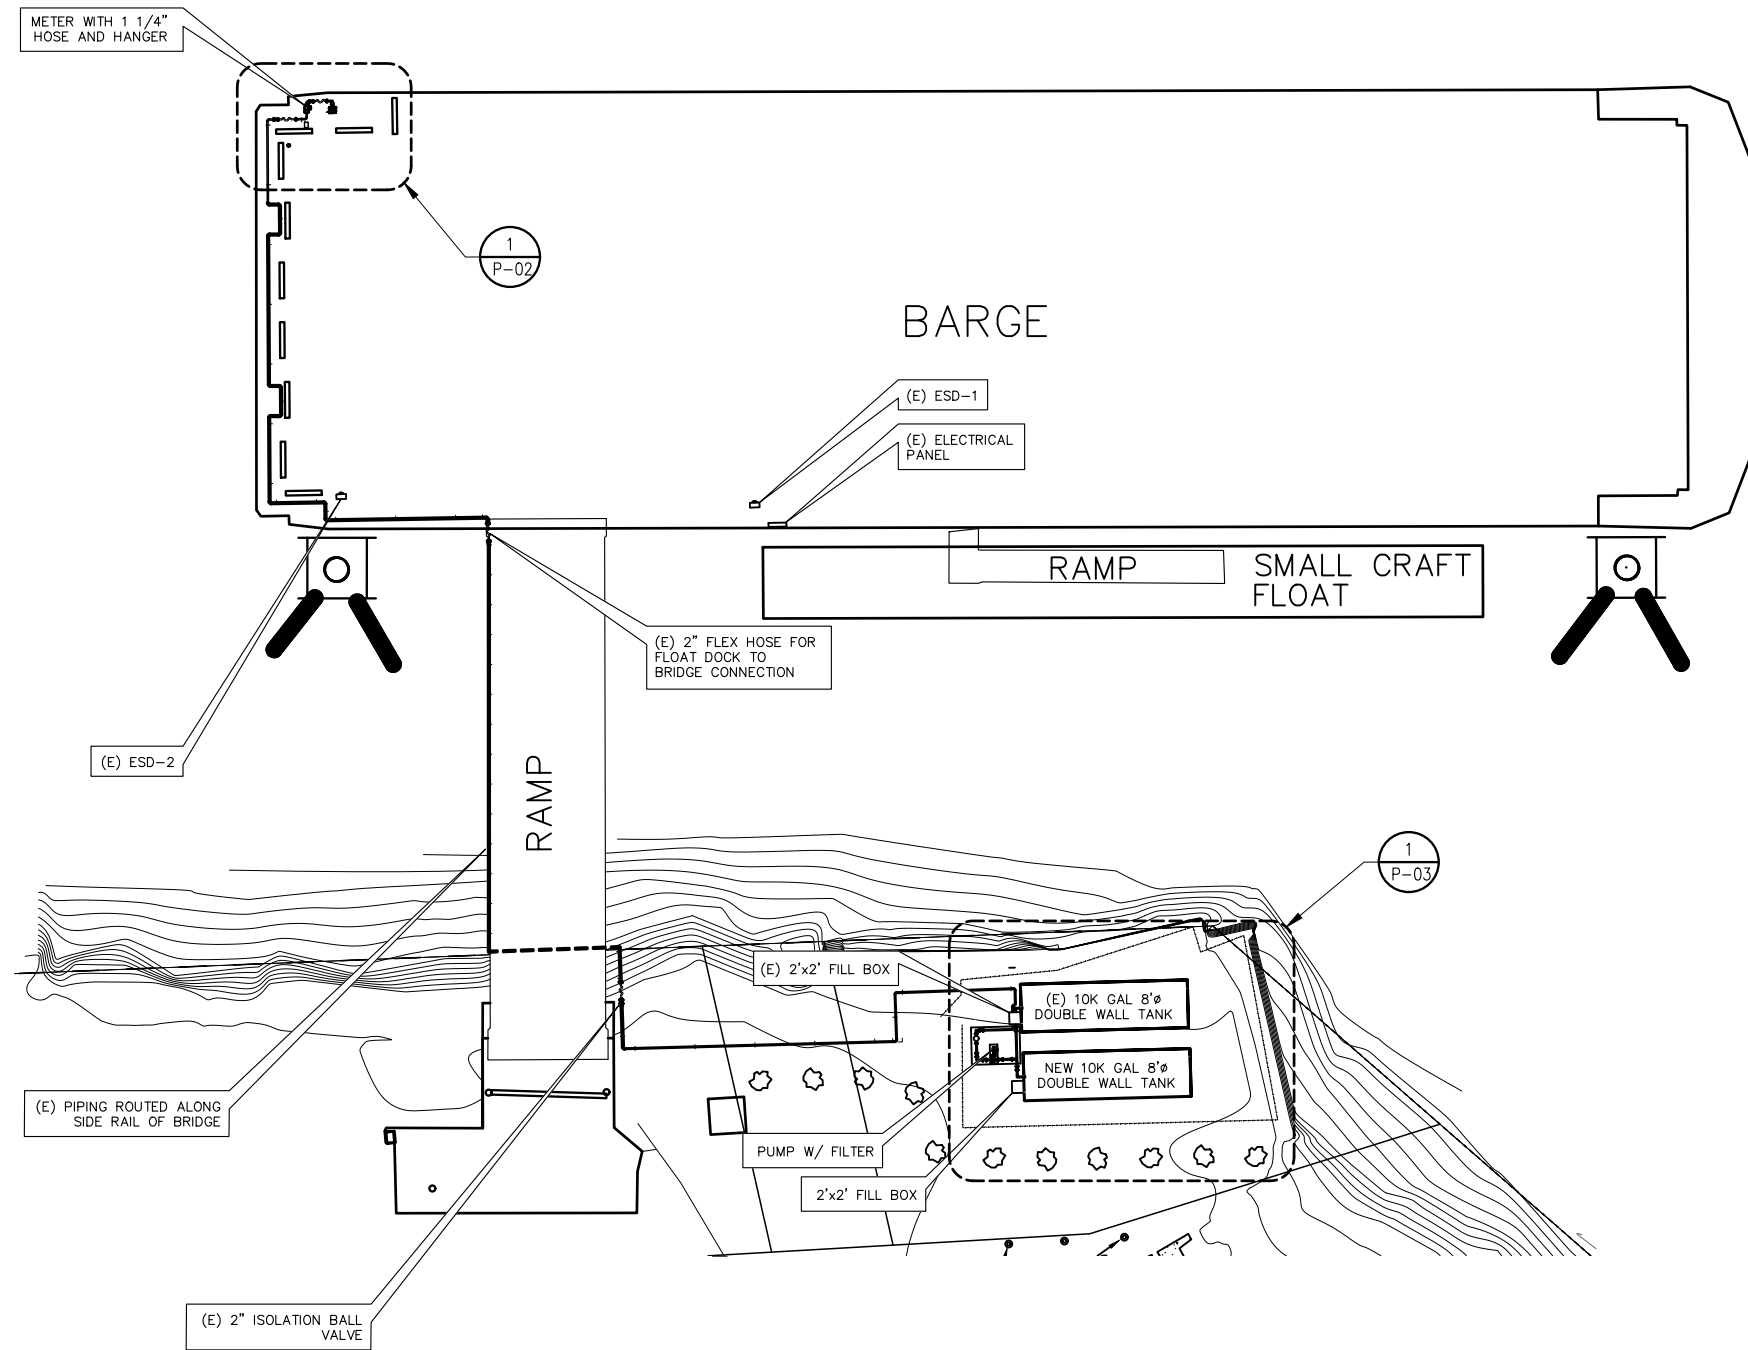 METER WITH 1 1/4"
HOSE AND HANGER
1
P-02
BARGE
(E) ESD-1
(E) ELECTRICAL
PANEL
RAMP
SMALL CRAFT
FLOAT
(E) 2" FLEX HOSE FOR
FLOAT DOCK TO
BRIDGE CONNECTION
(E) ESD-2
RAMP
1
P-03
(E) 2'x2' FILL BOX
(E) 10K GAL 8'ø
DOUBLE WALL TANK
NEW 10K GAL 8'ø
DOUBLE WALL TANK
(E) PIPING ROUTED ALONG
SIDE RAIL OF BRIDGE
PUMP W/ FILTER
2'x2' FILL BOX
(E) 2" ISOLATION BALL
VALVE